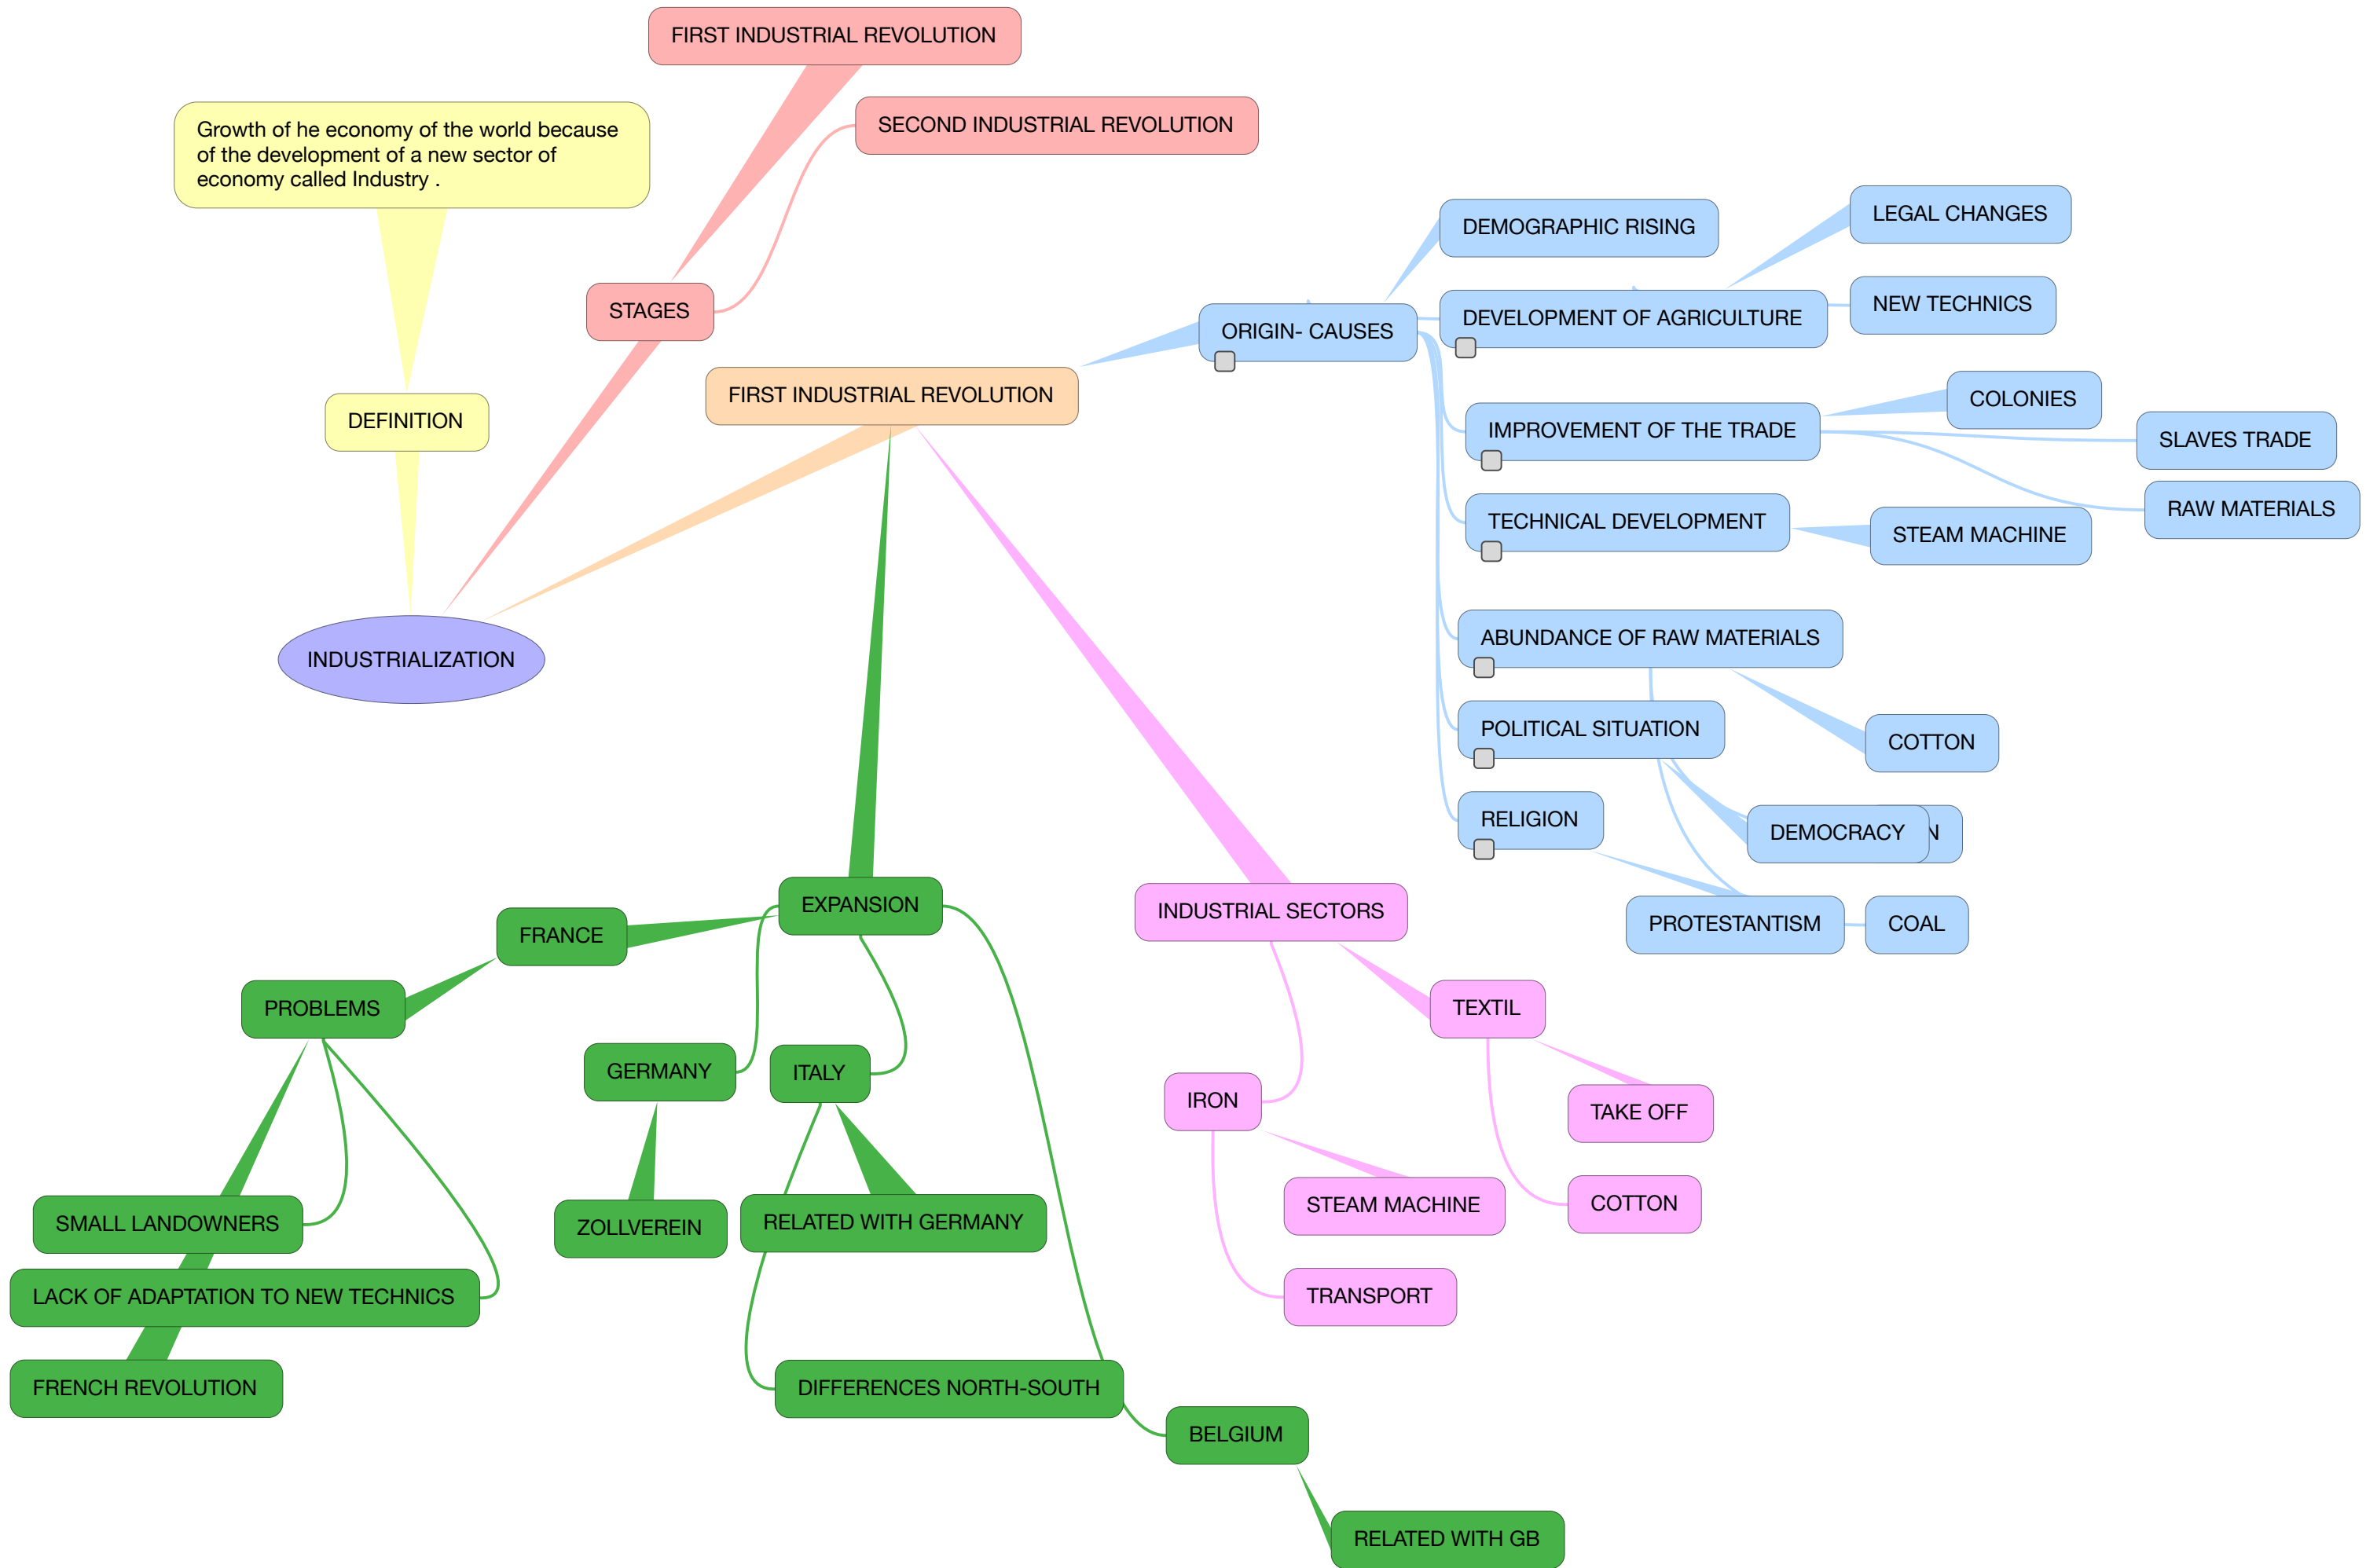 FIRST INDUSTRIAL REVOLUTION
SECOND INDUSTRIAL REVOLUTION
Growth of he economy of the world because
of the development of a new sector of
economy called Industry .
STAGES
DEFINITION
FIRST INDUSTRIAL REVOLUTION
INDUSTRIALIZATION
ORIGIN- CAUSES
DEMOGRAPHIC RISING
DEVELOPMENT OF AGRICULTURE
LEGAL CHANGES
NEW TECHNICS
IMPROVEMENT OF THE TRADE
COLONIES
SLAVES TRADE
RAW MATERIALS
TECHNICAL DEVELOPMENT
STEAM MACHINE
ABUNDANCE OF RAW MATERIALS
COTTON
POLITICAL SITUATION
DEMOCRACY
RELIGION
PROTESTANTISM
COAL
EXPANSION
FRANCE
PROBLEMS
SMALL LANDOWNERS
LACK OF ADAPTATION TO NEW TECHNICS
FRENCH REVOLUTION
GERMANY
ZOLLVEREIN
ITALY
RELATED WITH GERMANY
DIFFERENCES NORTH-SOUTH
BELGIUM
RELATED WITH GB
INDUSTRIAL SECTORS
TEXTIL
TAKE OFF
COTTON
IRON
STEAM MACHINE
TRANSPORT